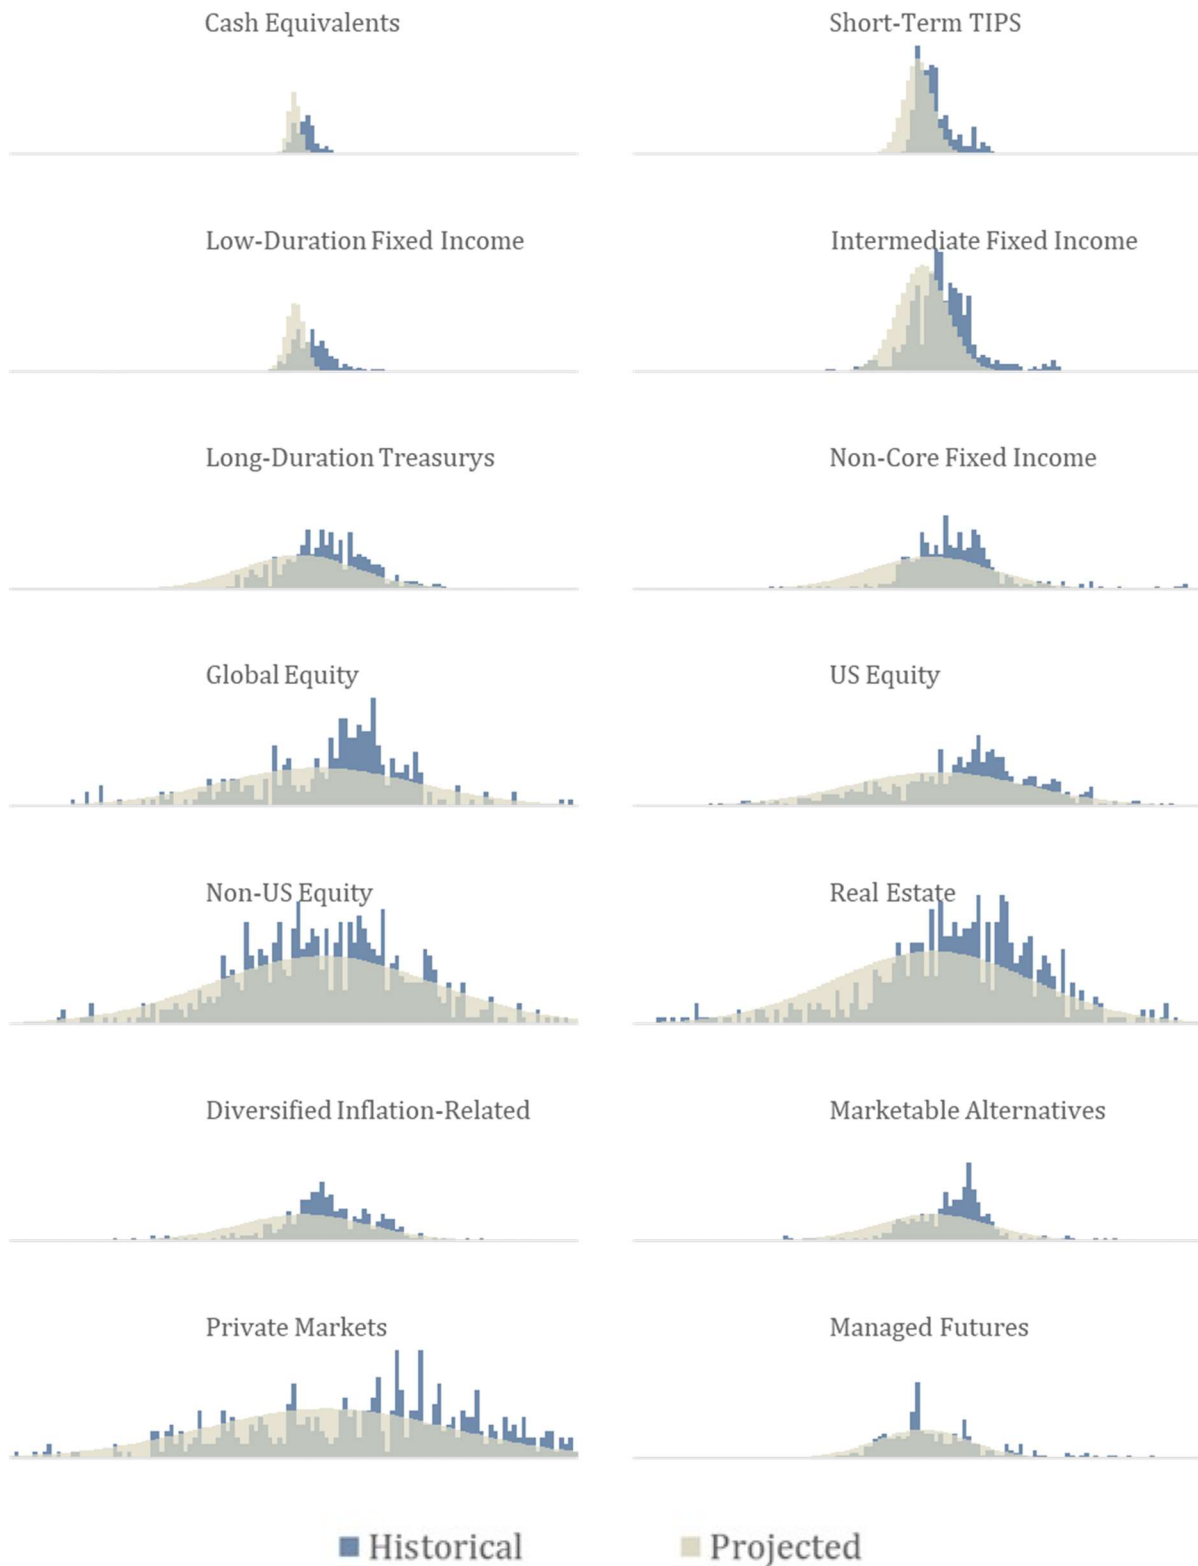 Cash Equivalents
Short-Term TIPS
Low-Duration Fixed Income
Intermediate Fixed Income
Long-Duration Treasurys
Non-Core Fixed Income
Global Equity
US Equity
Non-US Equity
Real Estate
Diversified Inflation-Related
Marketable Alternatives
Private Markets
Managed Futures
Historical
Projected